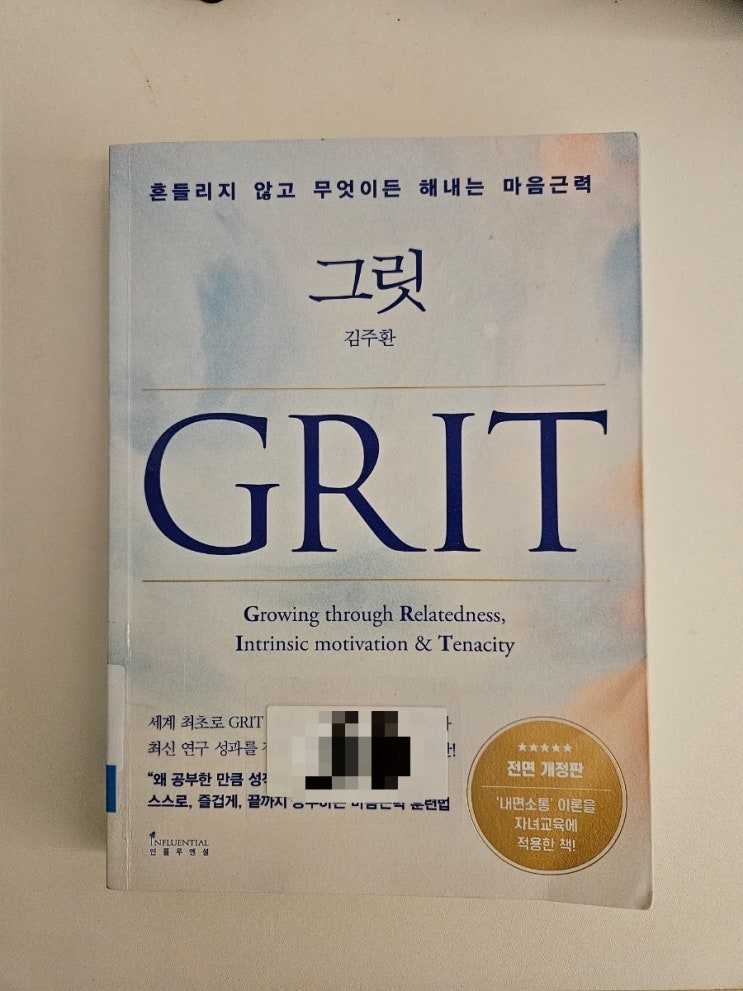 흔들리지 않고 무엇이든 해내는 마음근력
그릿
김주환
GRIT
Growing through Relatedness,
Intrinsic motivation & Tenacity
세계 최초로 GRIT
최신 연구 성과를
“왜 공부한 만큼
스스로, 즐겁게, 끝까지 훈련법
INFLUENTIAL
인플루엔셜
★★★★★
전면 개정판
'내면소통' 이론을
자녀교육에
적용한 책!